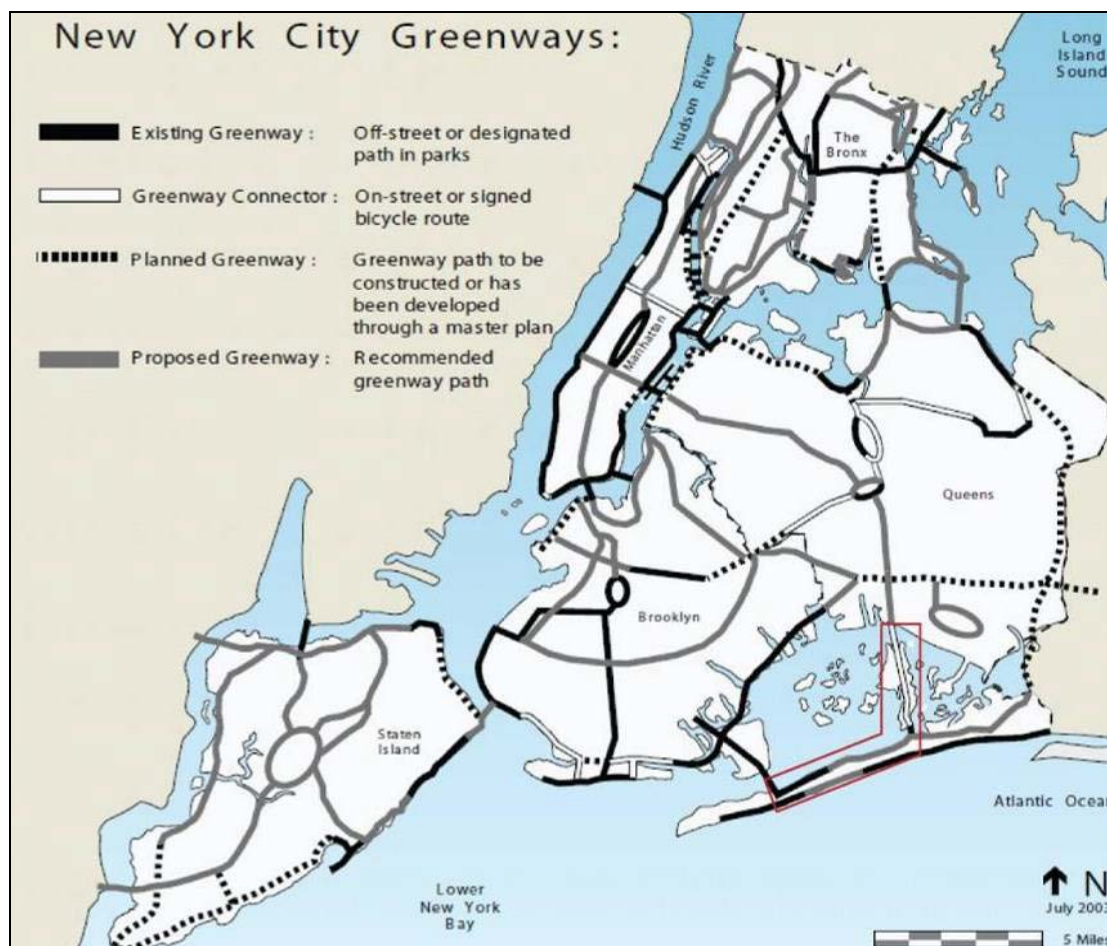 New York City Greenways:
Existing Greenway : Off-street or designated
path in parks
Greenway Connector : On-street or signed
bicycle route
Planned Greenway : Greenway path to be
constructed or has
been developed
through a master plan
Proposed Greenway : Recommended
greenway path
Hudson River
Long
Island
Sound
The
Bronx
Manhattan
Queens
Brooklyn
Staten
Island
Atlantic Ocean
Lower
New York
Bay
N
July 2003
5 Miles